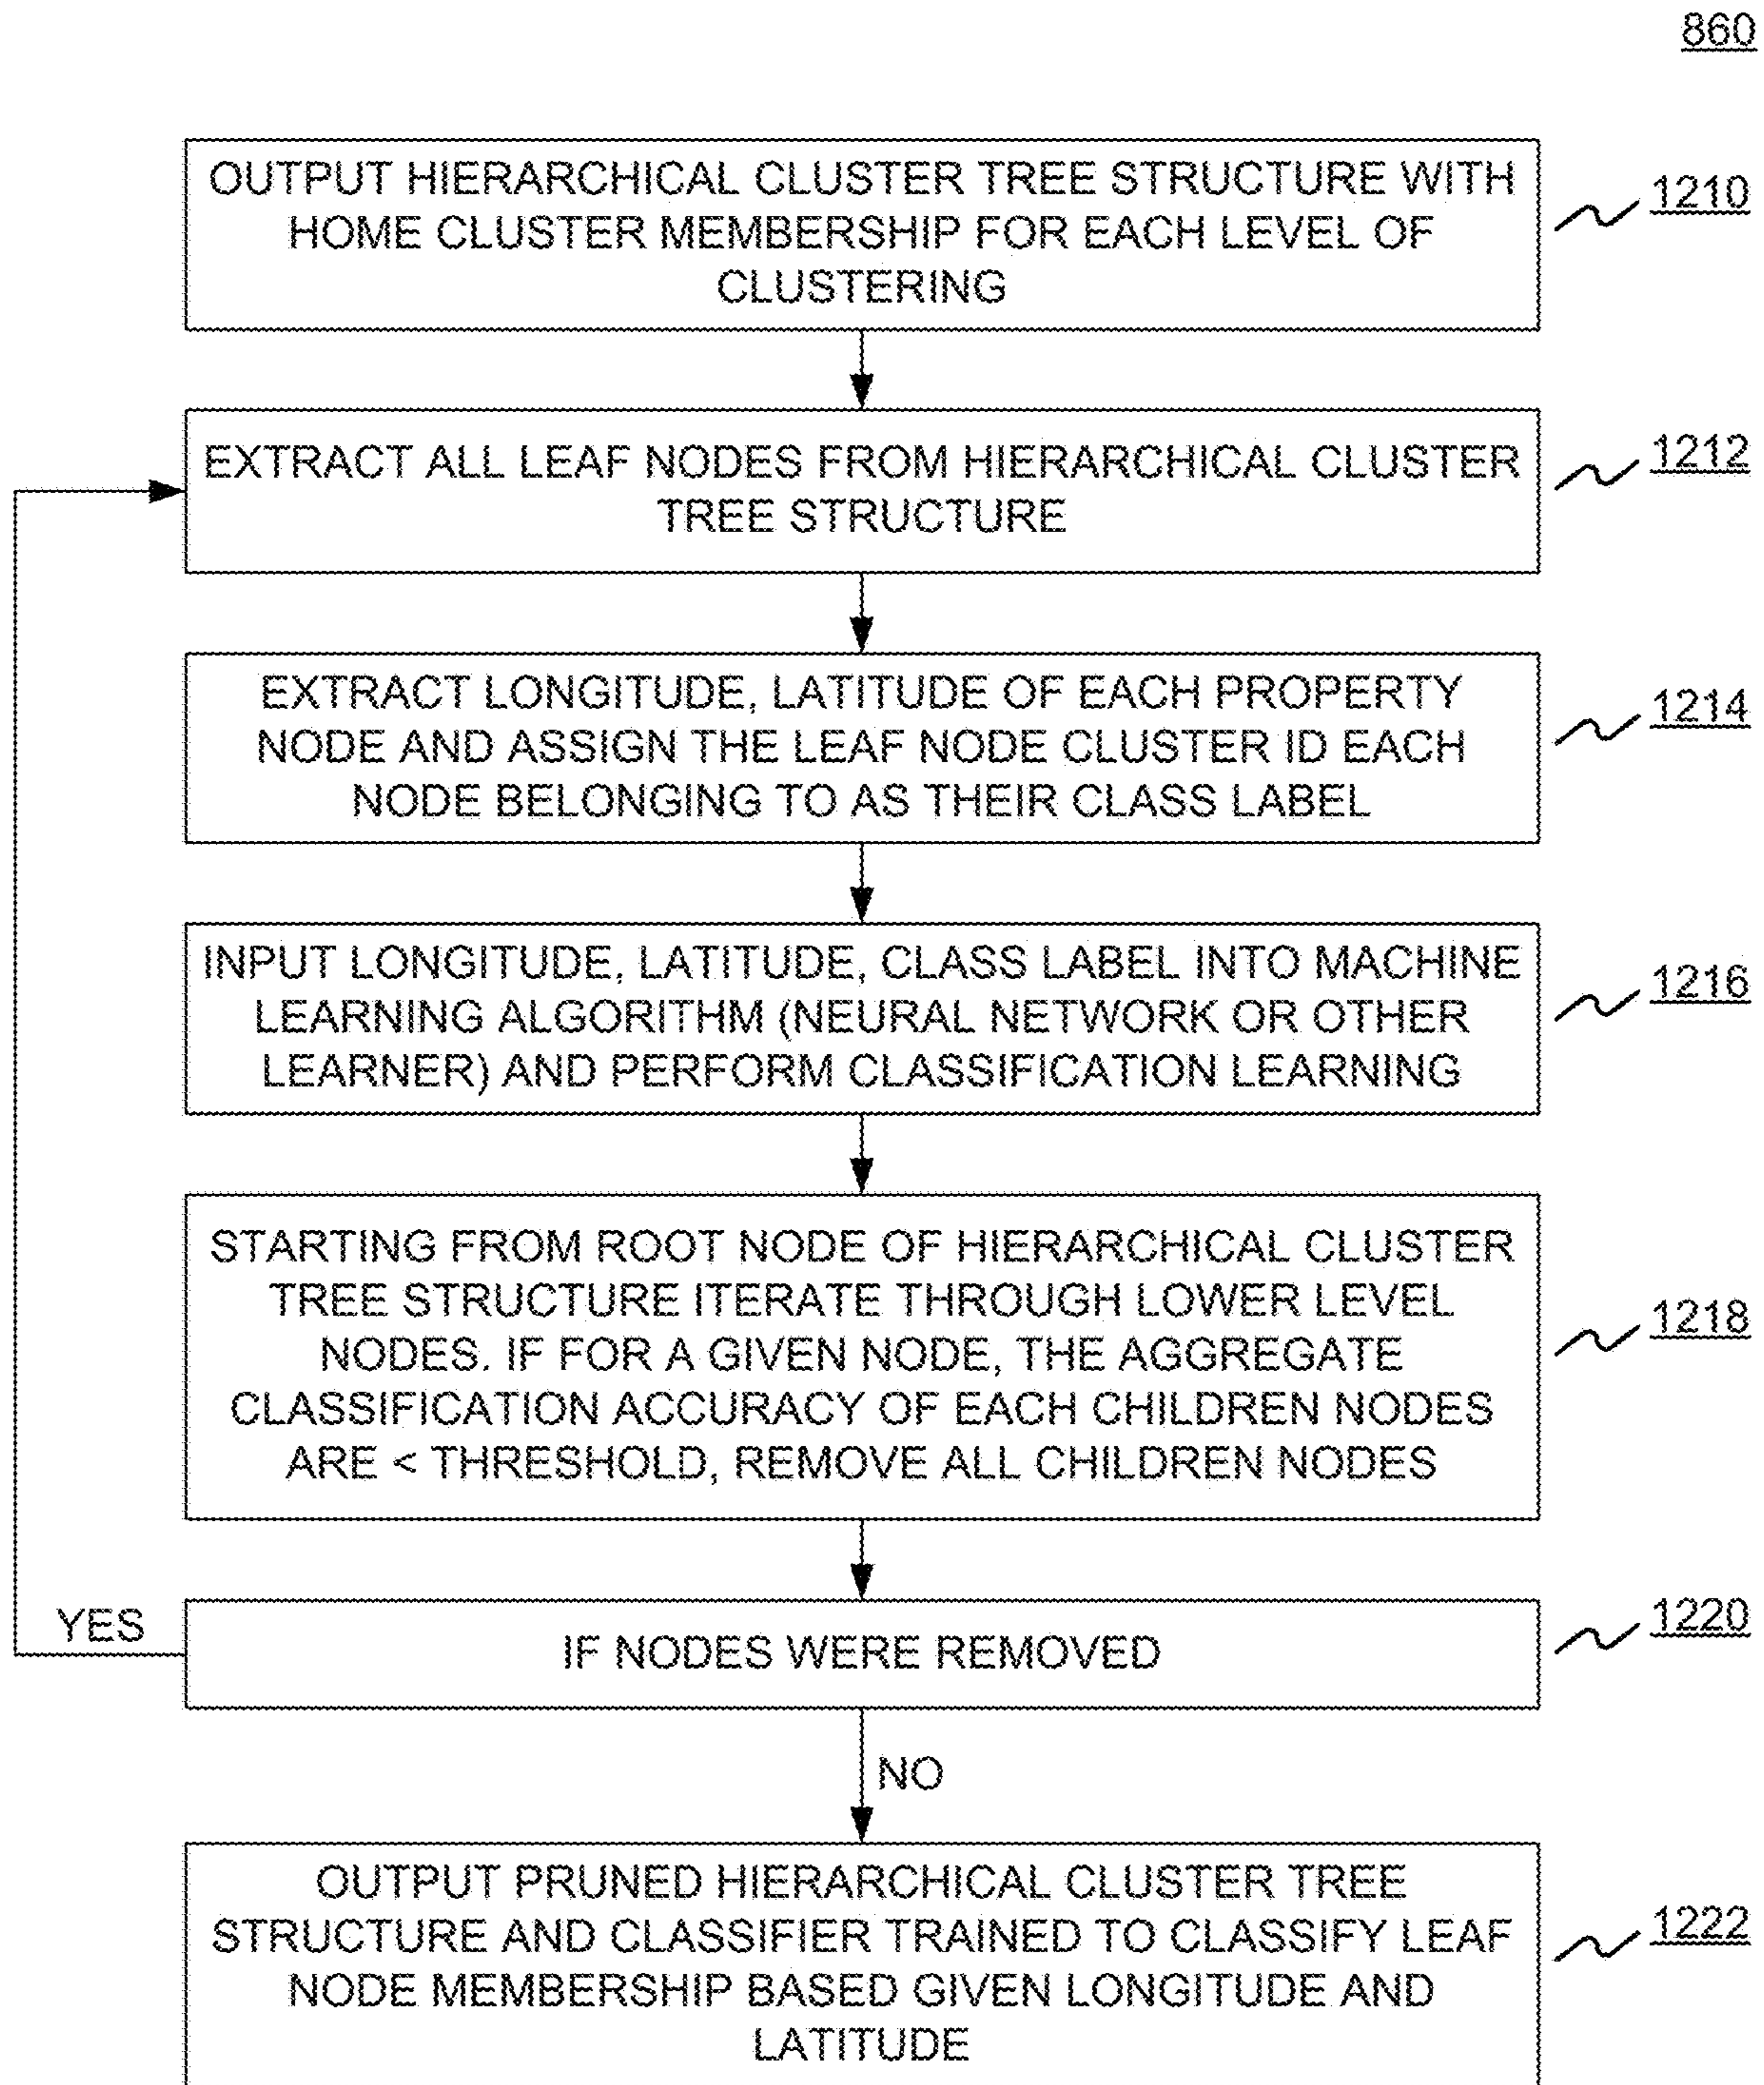 860
OUTPUT HIERARCHICAL CLUSTER TREE STRUCTURE WITH
HOME CLUSTER MEMBERSHIP FOR EACH LEVEL OF
CLUSTERING
1210
EXTRACT ALL LEAF NODES FROM HIERARCHICAL CLUSTER
TREE STRUCTURE
1212
EXTRACT LONGITUDE, LATITUDE OF EACH PROPERTY
NODE AND ASSIGN THE LEAF NODE CLUSTER ID EACH
NODE BELONGING TO AS THEIR CLASS LABEL
1214
INPUT LONGITUDE, LATITUDE, CLASS LABEL INTO MACHINE
LEARNING ALGORITHM (NEURAL NETWORK OR OTHER
LEARNER) AND PERFORM CLASSIFICATION LEARNING
1216
STARTING FROM ROOT NODE OF HIERARCHICAL CLUSTER
TREE STRUCTURE ITERATE THROUGH LOWER LEVEL
NODES. IF FOR A GIVEN NODE, THE AGGREGATE
CLASSIFICATION ACCURACY OF EACH CHILDREN NODES
ARE < THRESHOLD, REMOVE ALL CHILDREN NODES
1218
YES
IF NODES WERE REMOVED
1220
NO
OUTPUT PRUNED HIERARCHICAL CLUSTER TREE
STRUCTURE AND CLASSIFIER TRAINED TO CLASSIFY LEAF
NODE MEMBERSHIP BASED GIVEN LONGITUDE AND
LATITUDE
1222